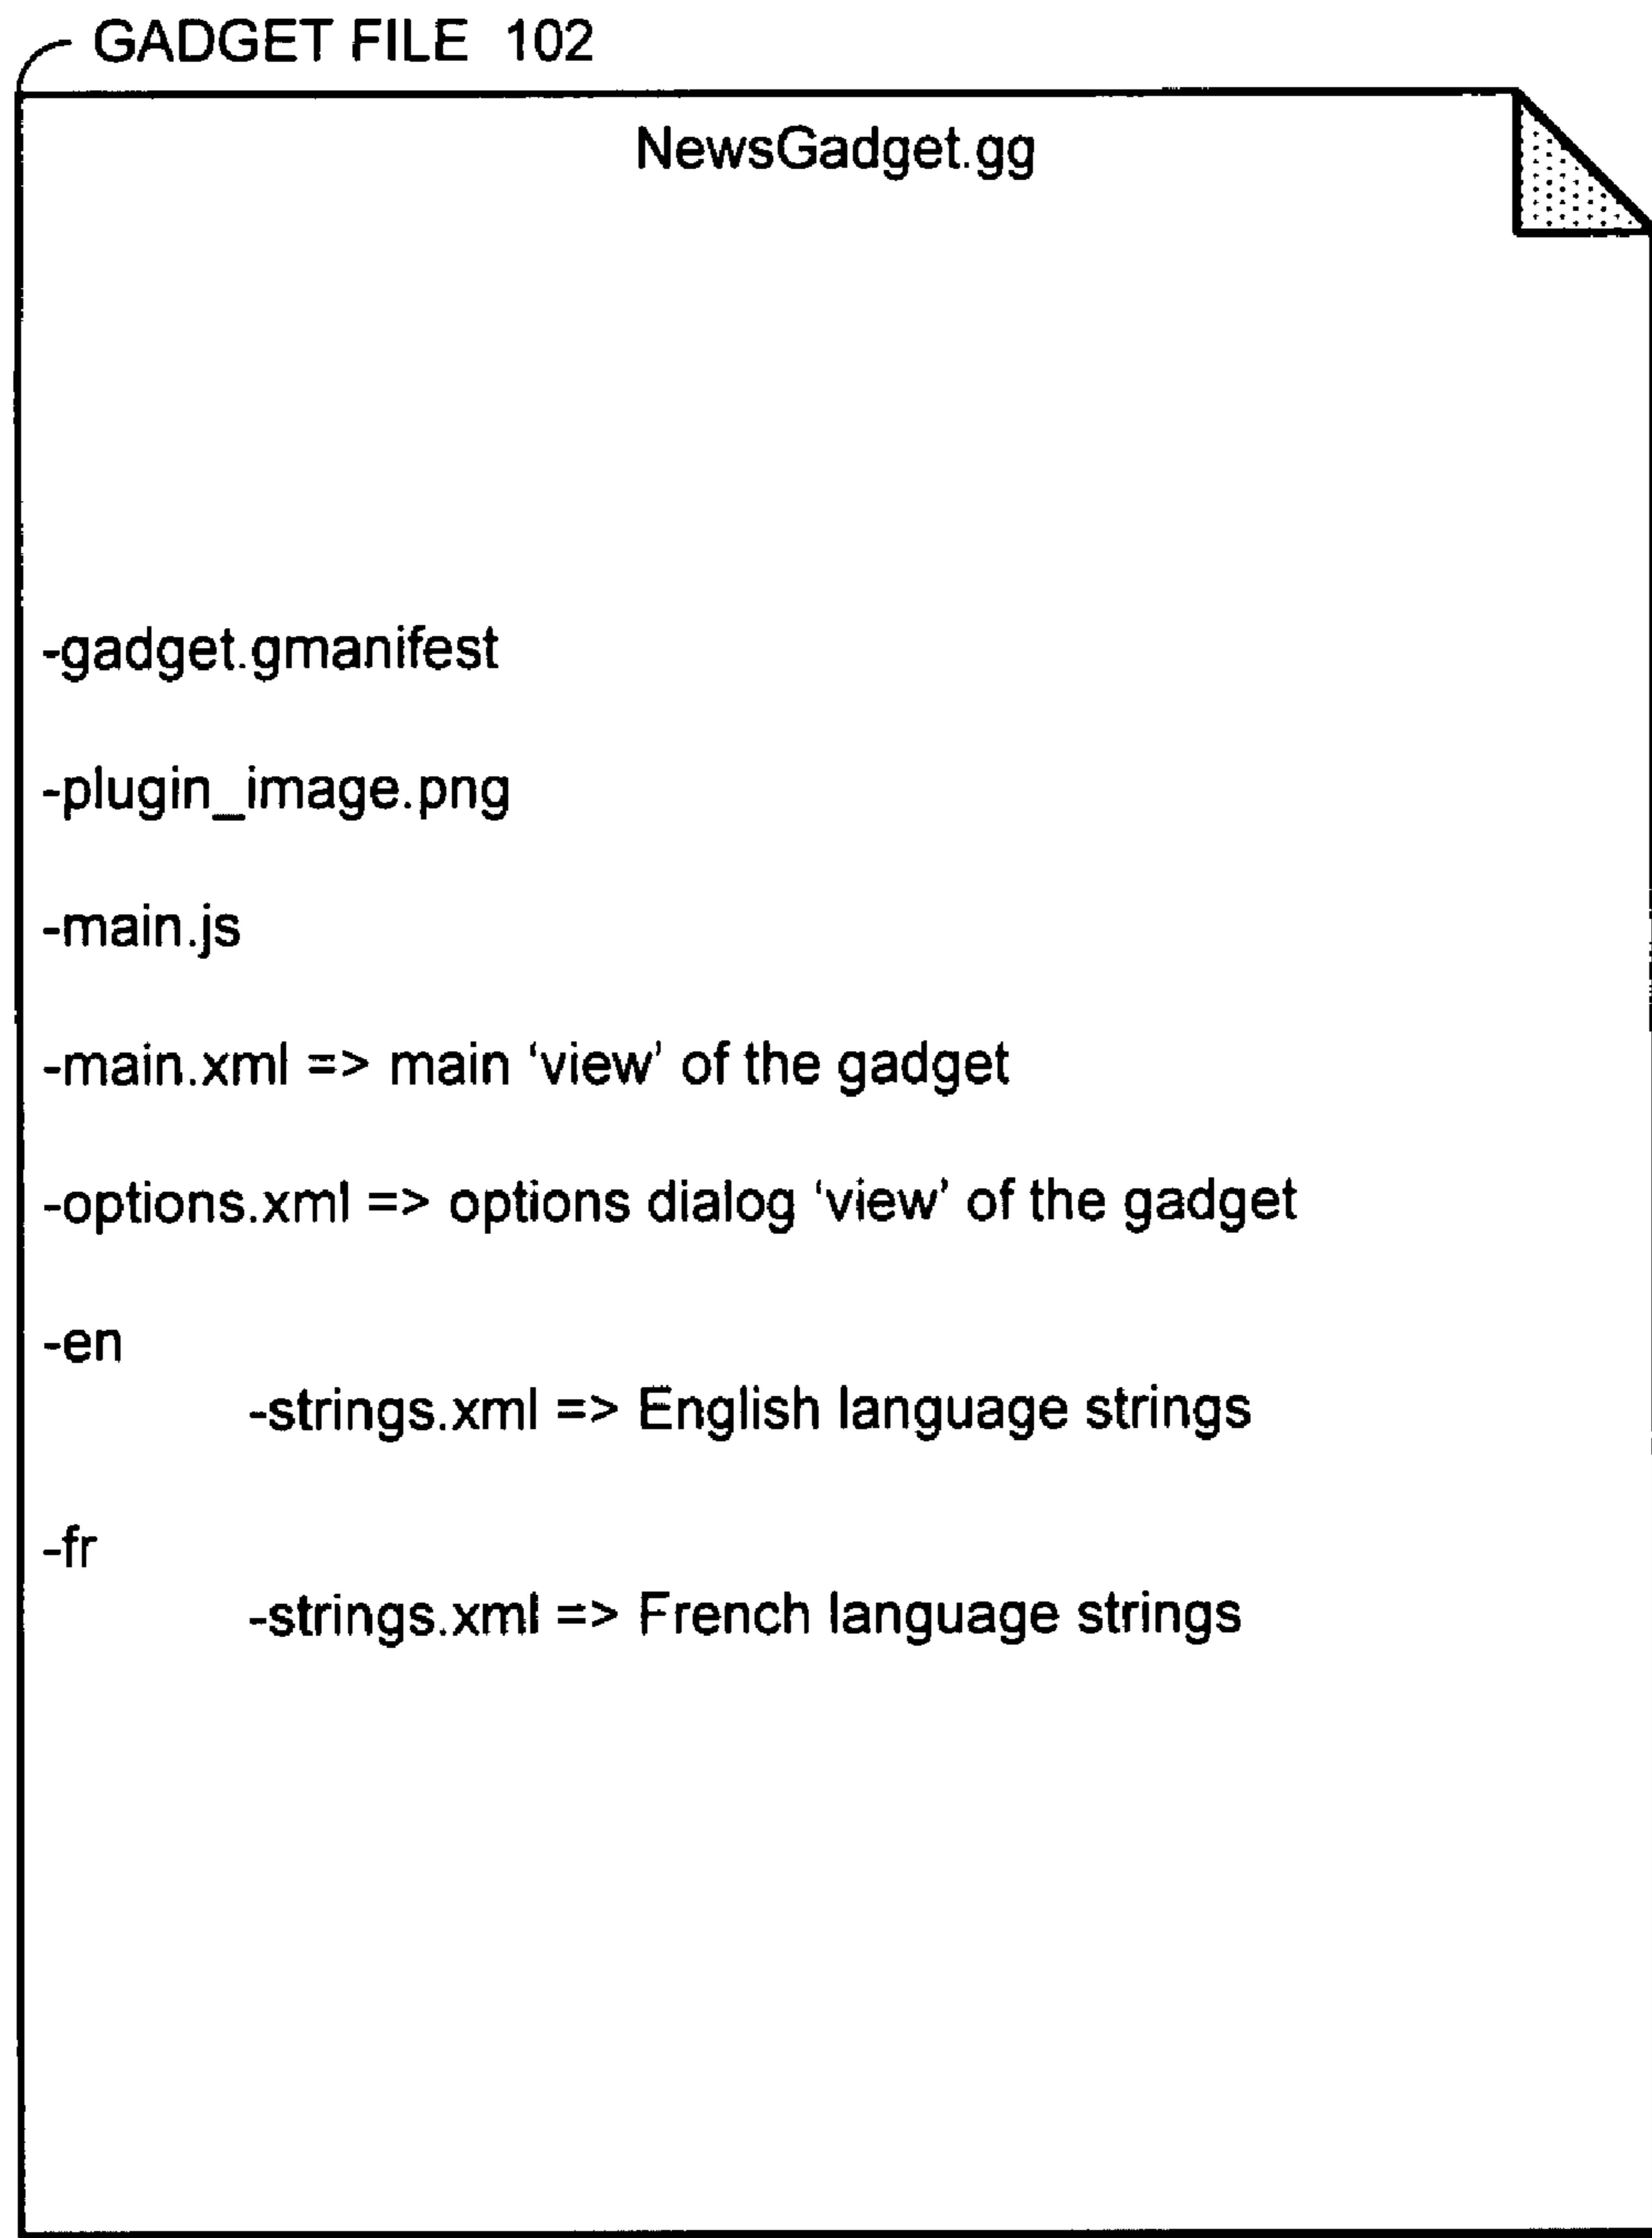 GADGET FILE 102
NewsGadget.gg
-gadget.gmanifest
-plugin_image.png
-main.js
-main.xml => main ‘view’ of the gadget
-options.xml => options dialog ‘view’ of the gadget
-en
-strings.xml => English language strings
-fr
-strings.xml => French language strings